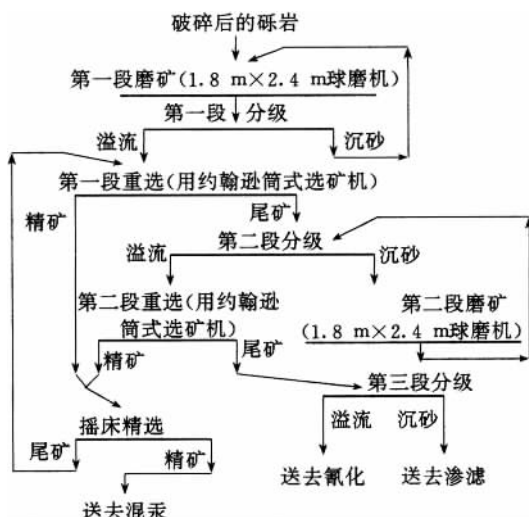 破碎后的砾岩
第一段磨矿(1.8 m×2.4 m球磨机)
第一段 分级
溢流 沉砂
第一段重选(用约翰逊筒式选矿机)
精矿 尾矿
第二段分级
溢流 沉砂
第二段重选(用约翰逊
筒式选矿机)
第二段磨矿
(1.8 m×2.4 m球磨机)
精矿 尾矿
第三段分级
摇床精选
溢流 沉砂
尾矿 精矿
送去氰化 送去渗滤
送去混汞